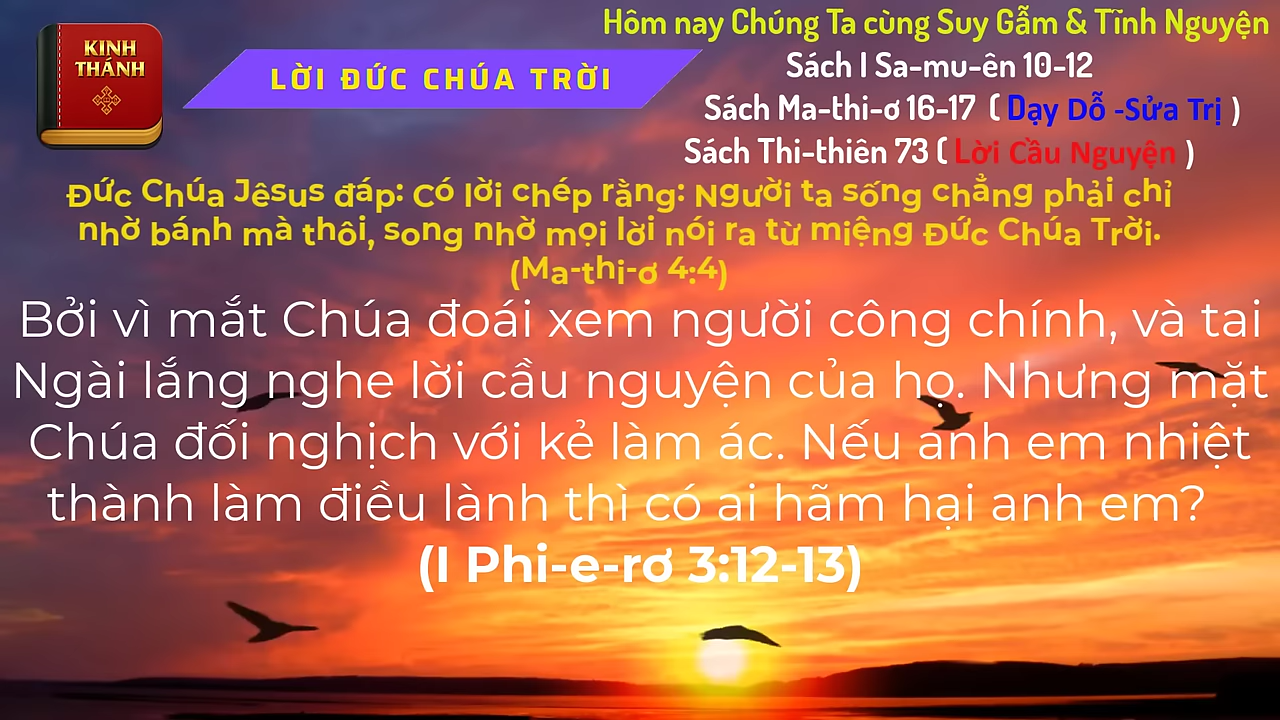 KINH
THÁNH
LỜI ĐỨC CHÚA TRỜI
Hôm nay Chúng Ta cùng Suy Gẫm & Tĩnh Nguyện
Sách I Sa-mu-ên 10-12
Sách Ma-thi-ơ 16-17 ( Dạy Dỗ -Sửa Trị )
Sách Thi-thiên 73 ( Lời Cầu Nguyện )
Đức Chúa Jêsus đáp: Có lời chép rằng: Người ta sống chẳng phải chỉ
nhờ bánh mà thôi, song nhờ mọi lời nói ra từ miệng Đức Chúa Trời.
(Ma-thi-ơ 4:4)
Bởi vì mắt Chúa đoái xem người công chính, và tai
Ngài lắng nghe lời cầu nguyện của họ. Nhưng mặt
Chúa đối nghịch với kẻ làm ác. Nếu anh em nhiệt
thành làm điều lành thì có ai hãm hại anh em?
(I Phi-e-rơ 3:12-13)